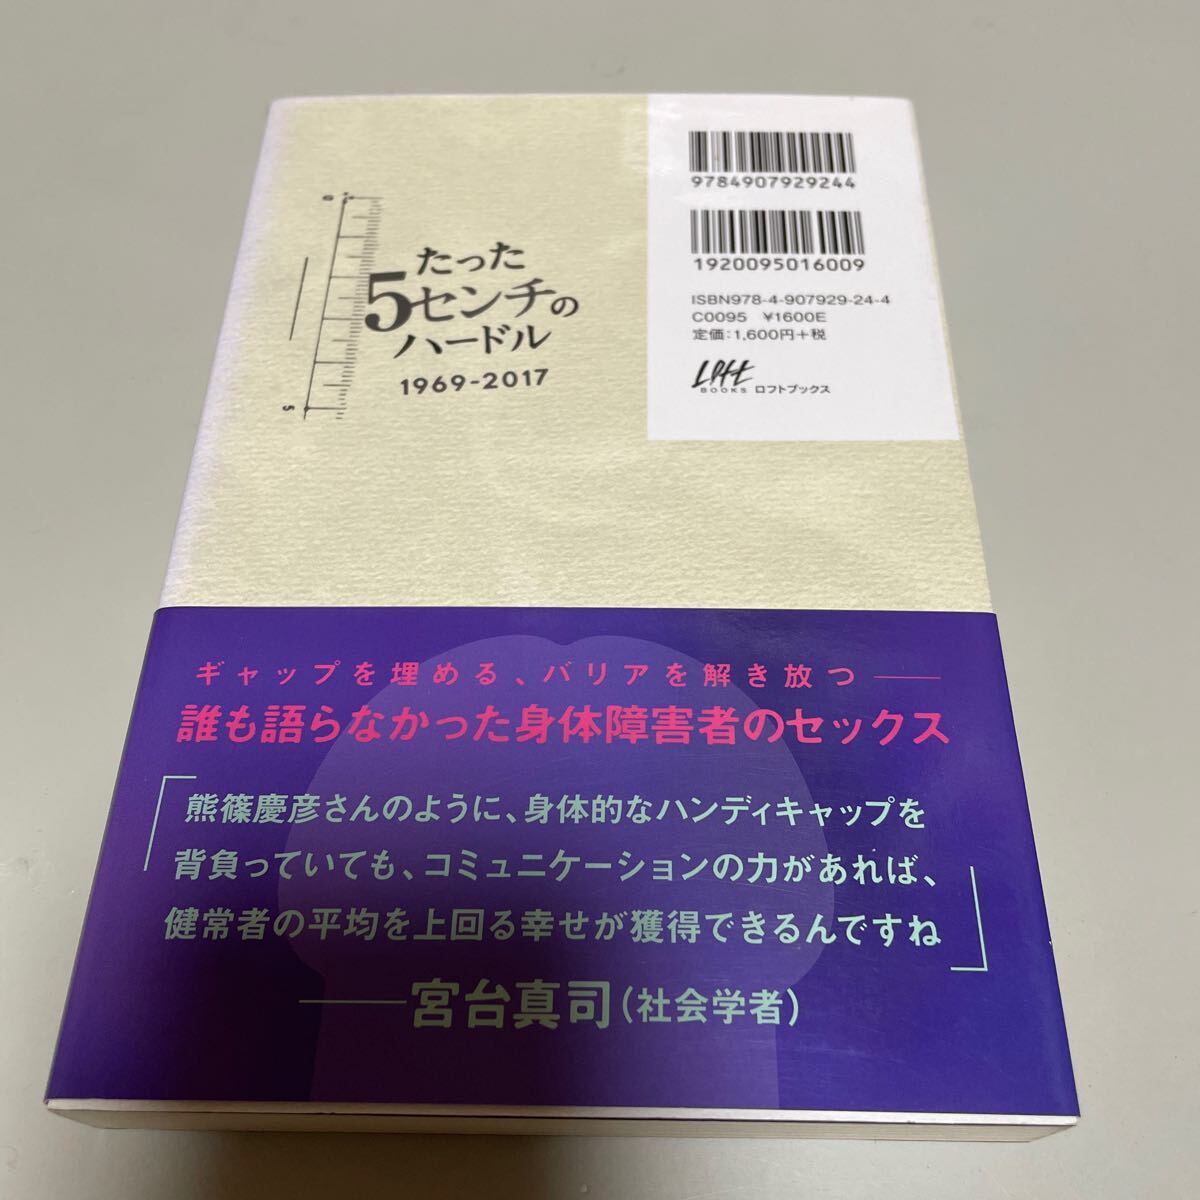 9784907929244
1920095016009
ISBN978-4-907929-24-4
C0095 ¥1600E
定価:1,600円+税
Loft
BOOKS ロフトブックス
0
5
たった
5センチの
ハードル
1969-2017
ギャップを埋める、バリアを解き放つ——
誰も語らなかった身体障害者のセックス
「熊篠慶彦さんのように、身体的なハンディキャップを
背負っていても、コミュニケーションの力があれば、
健常者の平均を上回る幸せが獲得できるんですね」
——宮台真司(社会学者)